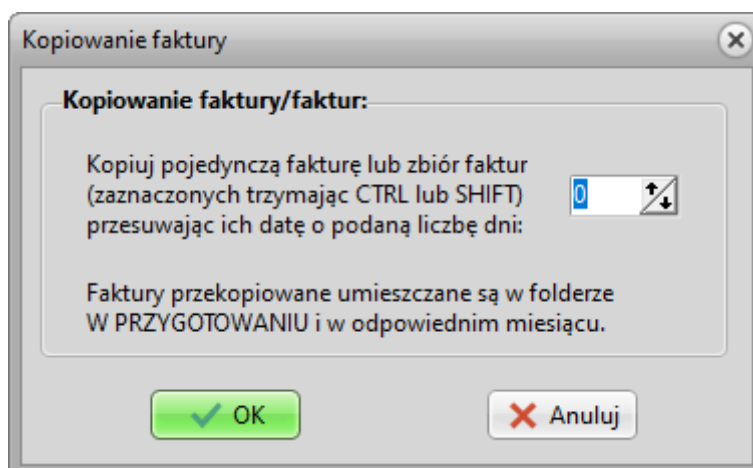 Kopiowanie faktury
Kopiowanie faktury/faktur:
Kopiuj pojedynczą fakturę lub zbiór faktur
(zaznaczonych trzymając CTRL lub SHIFT)
przesuwając ich datę o podaną liczbę dni:
0
Faktury przekopiowane umieszczane są w folderze
W PRZYGOTOWANIU i w odpowiednim miesiącu.
OK
Anuluj